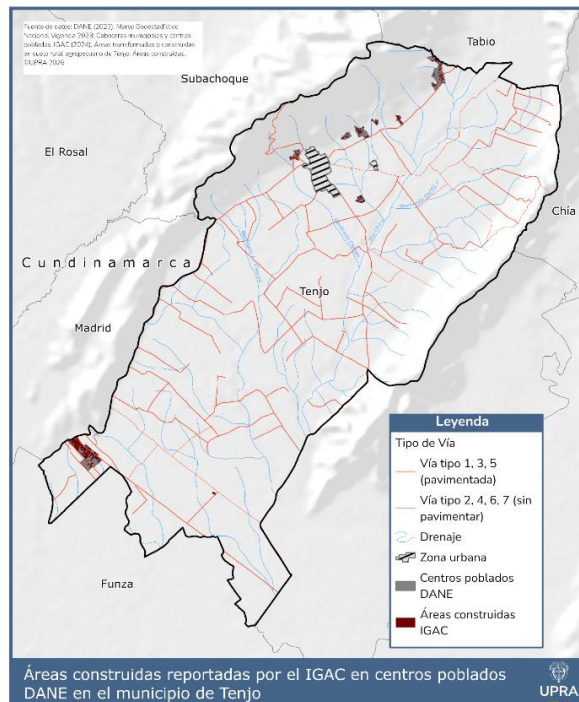 Fuente de datos: DANE (2023). Marco Geoestadístico
Nacional Vigencia 2023: Cabeceras municipales y centros
poblados. IGAC (2024). Áreas transformadas o construidas
en suelo rural agropecuario de Tenjo: Áreas construidas.
©UPRA 2026
Tabio
Subachoque
El Rosal
Chía
Cundinamarca
Tenjo
Madrid
Funza
Leyenda
Tipo de Vía
Vía tipo 1, 3, 5
(pavimentada)
Vía tipo 2, 4, 6, 7 (sin
pavimentar)
Drenaje
Zona urbana
Centros poblados
DANE
Áreas construidas
IGAC
Áreas construidas reportadas por el IGAC en centros poblados
DANE en el municipio de Tenjo
UPRA